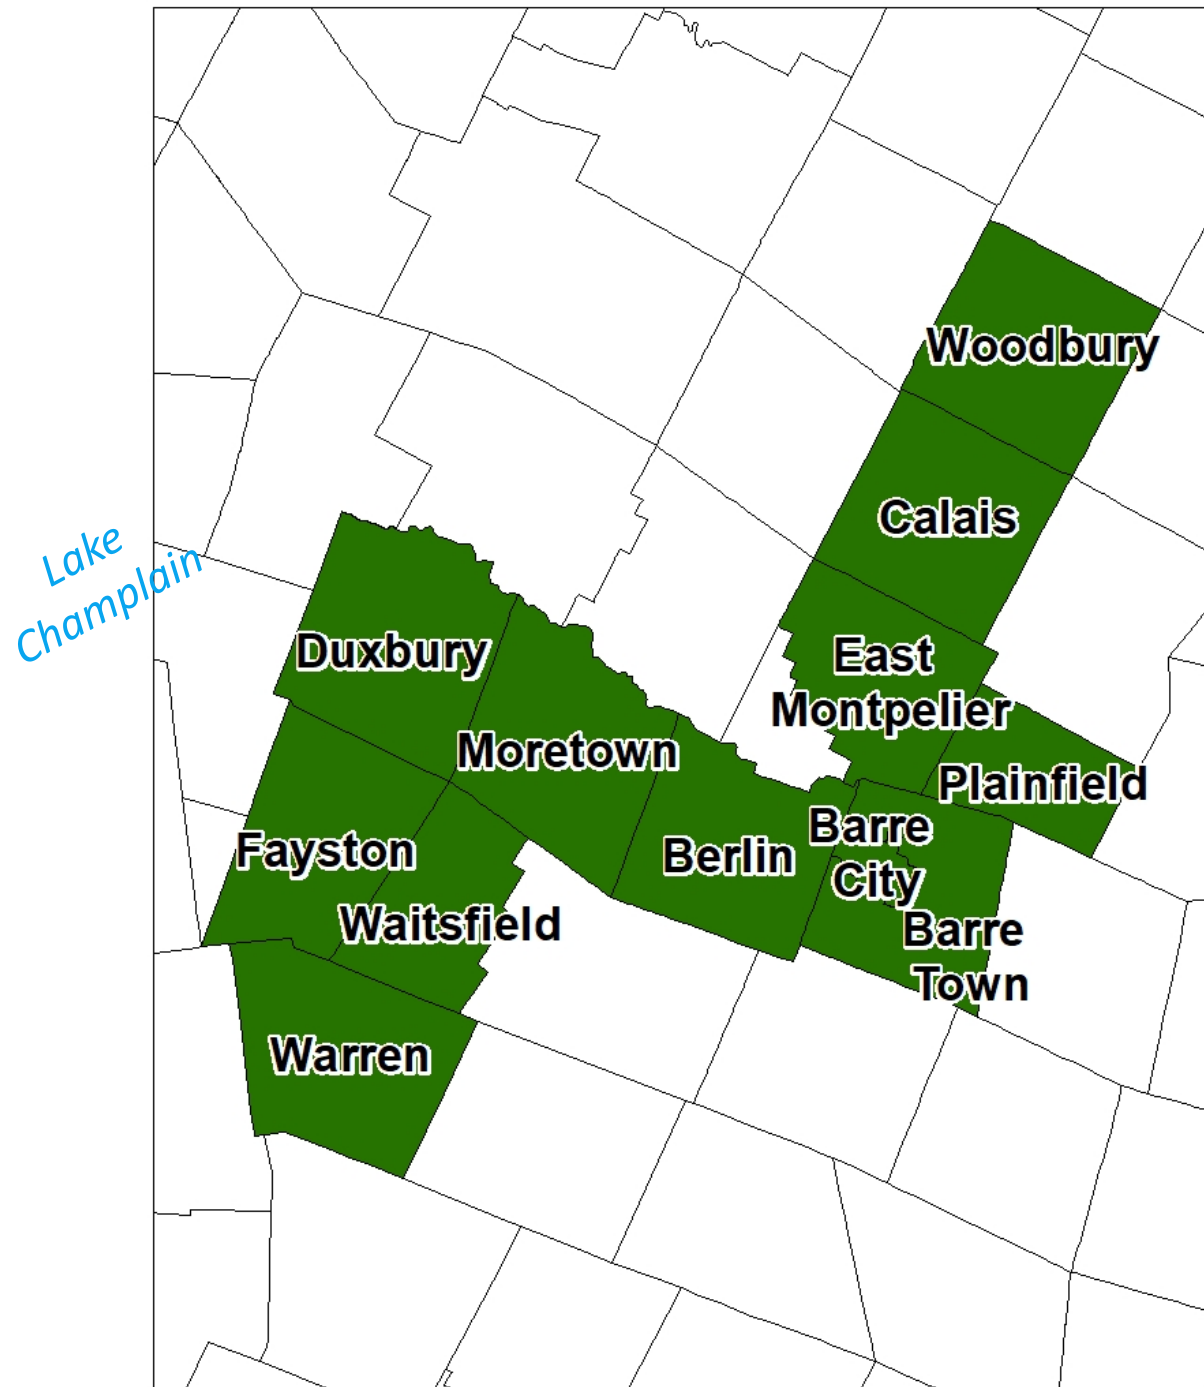 Woodbury
Calais
Lake
Champlain
Duxbury
East
Montpelier
Moretown
Plainfield
Fayston
Berlin
Barre
City
Waitsfield
Barre
Town
Warren